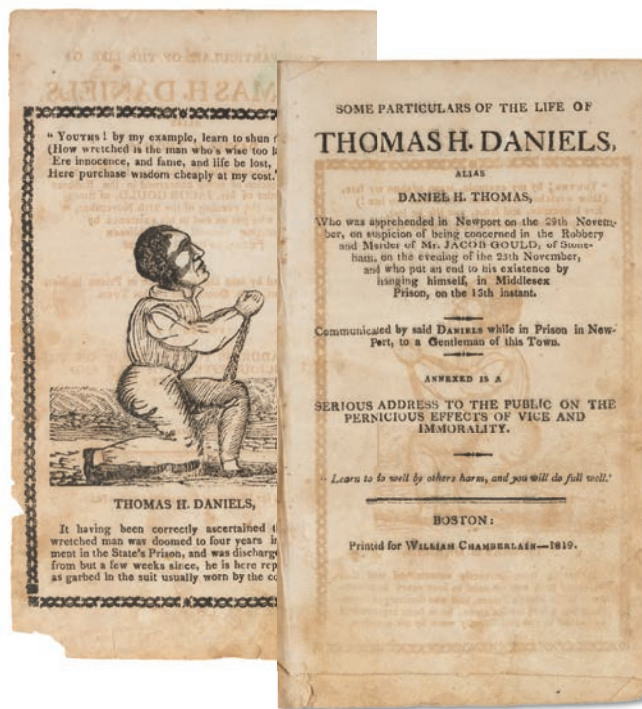 " YOUTHS ! by my example, learn to shun
(How wretched is the man who's wise too
Ere innocence, and fame, and life be lost,
Here purchase wisdom cheaply at my cost.
THOMAS H. DANIELS,
It having been correctly ascertained
wretched man was doomed to four years
ment in the State's Prison, and was
from but a few weeks since, he is here
as garbed in the suit usually worn by the
SOME PARTICULARS OF THE LIFE OF
THOMAS H. DANIELS,
ALIAS
DANIEL H. THOMAS,
Who was apprehended in Newport on the 29th Novem-
ber, on suspicion of being concerned in the Robbery
and Murder of Mr. JACOB GOULD, of Stone-
ham, on the evening of the 25th November,
and who put an end to his existence by
hanging himself, in Middlesex
Prison, on the 15th instant.
Communicated by said DANIELS while in Prison in New-
Port, to a Gentleman of this Town.
ANNEXED IS A
SERIOUS ADDRESS TO THE PUBLIC ON THE
PERNICIOUS EFFECTS OF VICE AND
IMMORALITY.
" Learn to do well by others harm, and you will do full well.'
BOSTON:
Printed for WILLIAM CHAMBERLAIN—1819.